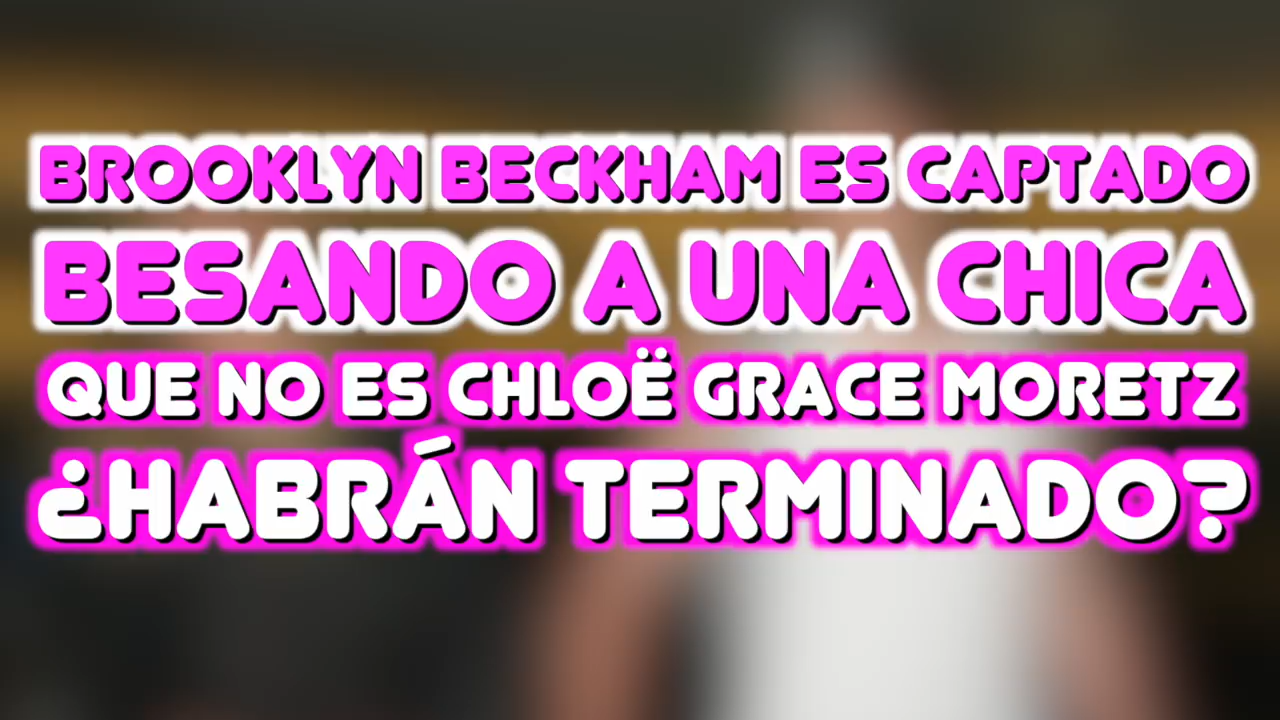 BROOKLYN BECKHAM ES CAPTADO
BESANDO A UNA CHICA
QUE NO ES CHLOË GRACE MORETZ
¿HABRÁN TERMINADO?